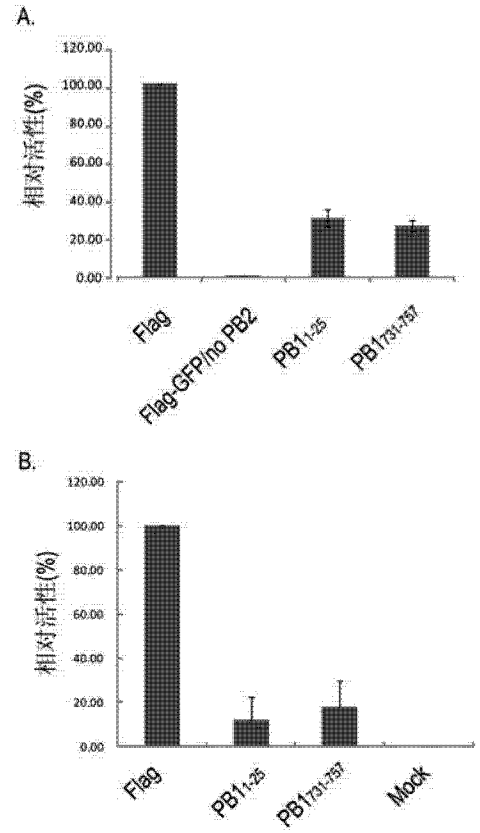 A.
相对活性(%)
120.00
100.00
80.00
60.00
40.00
20.00
0.00
Flag
Flag-GFP/no PB2
PB11-25
PB1731-757
B.
相对活性(%)
120.00
100.00
80.00
60.00
40.00
20.00
0.00
Flag
PB11-25
PB1731-757
Mock